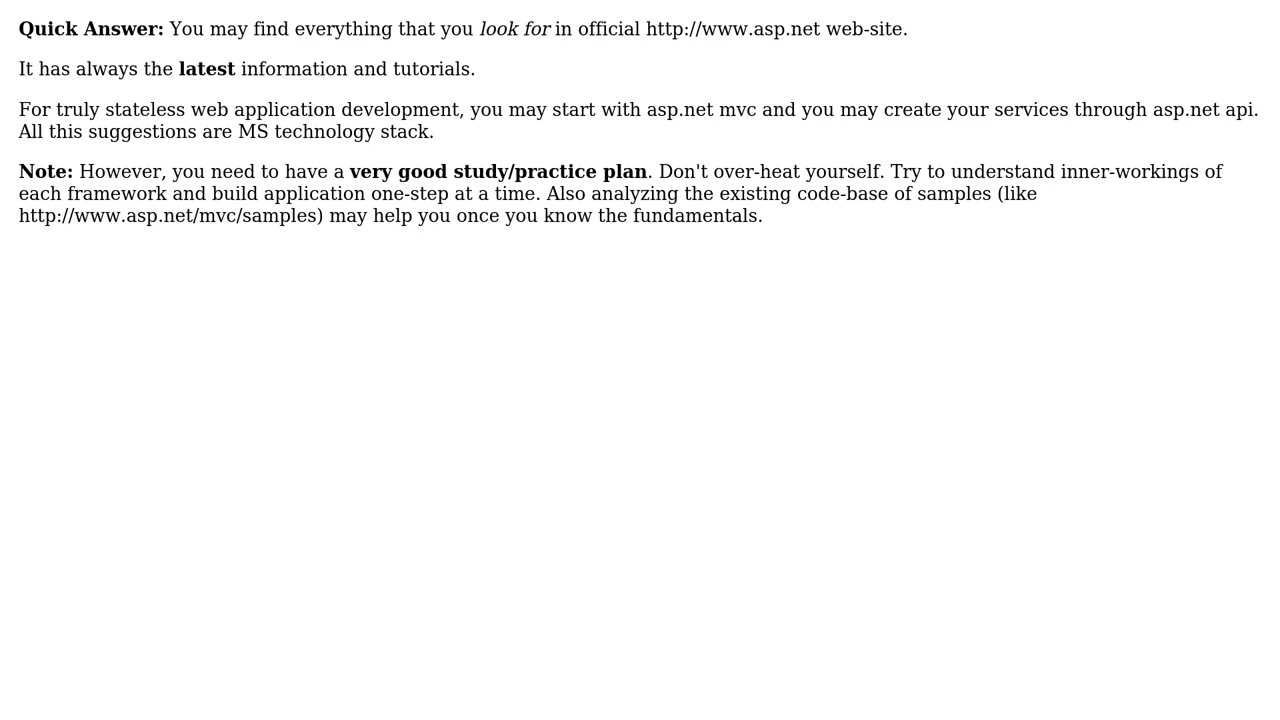 Quick Answer: You may find everything that you look for in official http://www.asp.net web-site.
It has always the latest information and tutorials.
For truly stateless web application development, you may start with asp.net mvc and you may create your services through asp.net api.
All this suggestions are MS technology stack.
Note: However, you need to have a very good study/practice plan. Don't over-heat yourself. Try to understand inner-workings of
each framework and build application one-step at a time. Also analyzing the existing code-base of samples (like
http://www.asp.net/mvc/samples) may help you once you know the fundamentals.